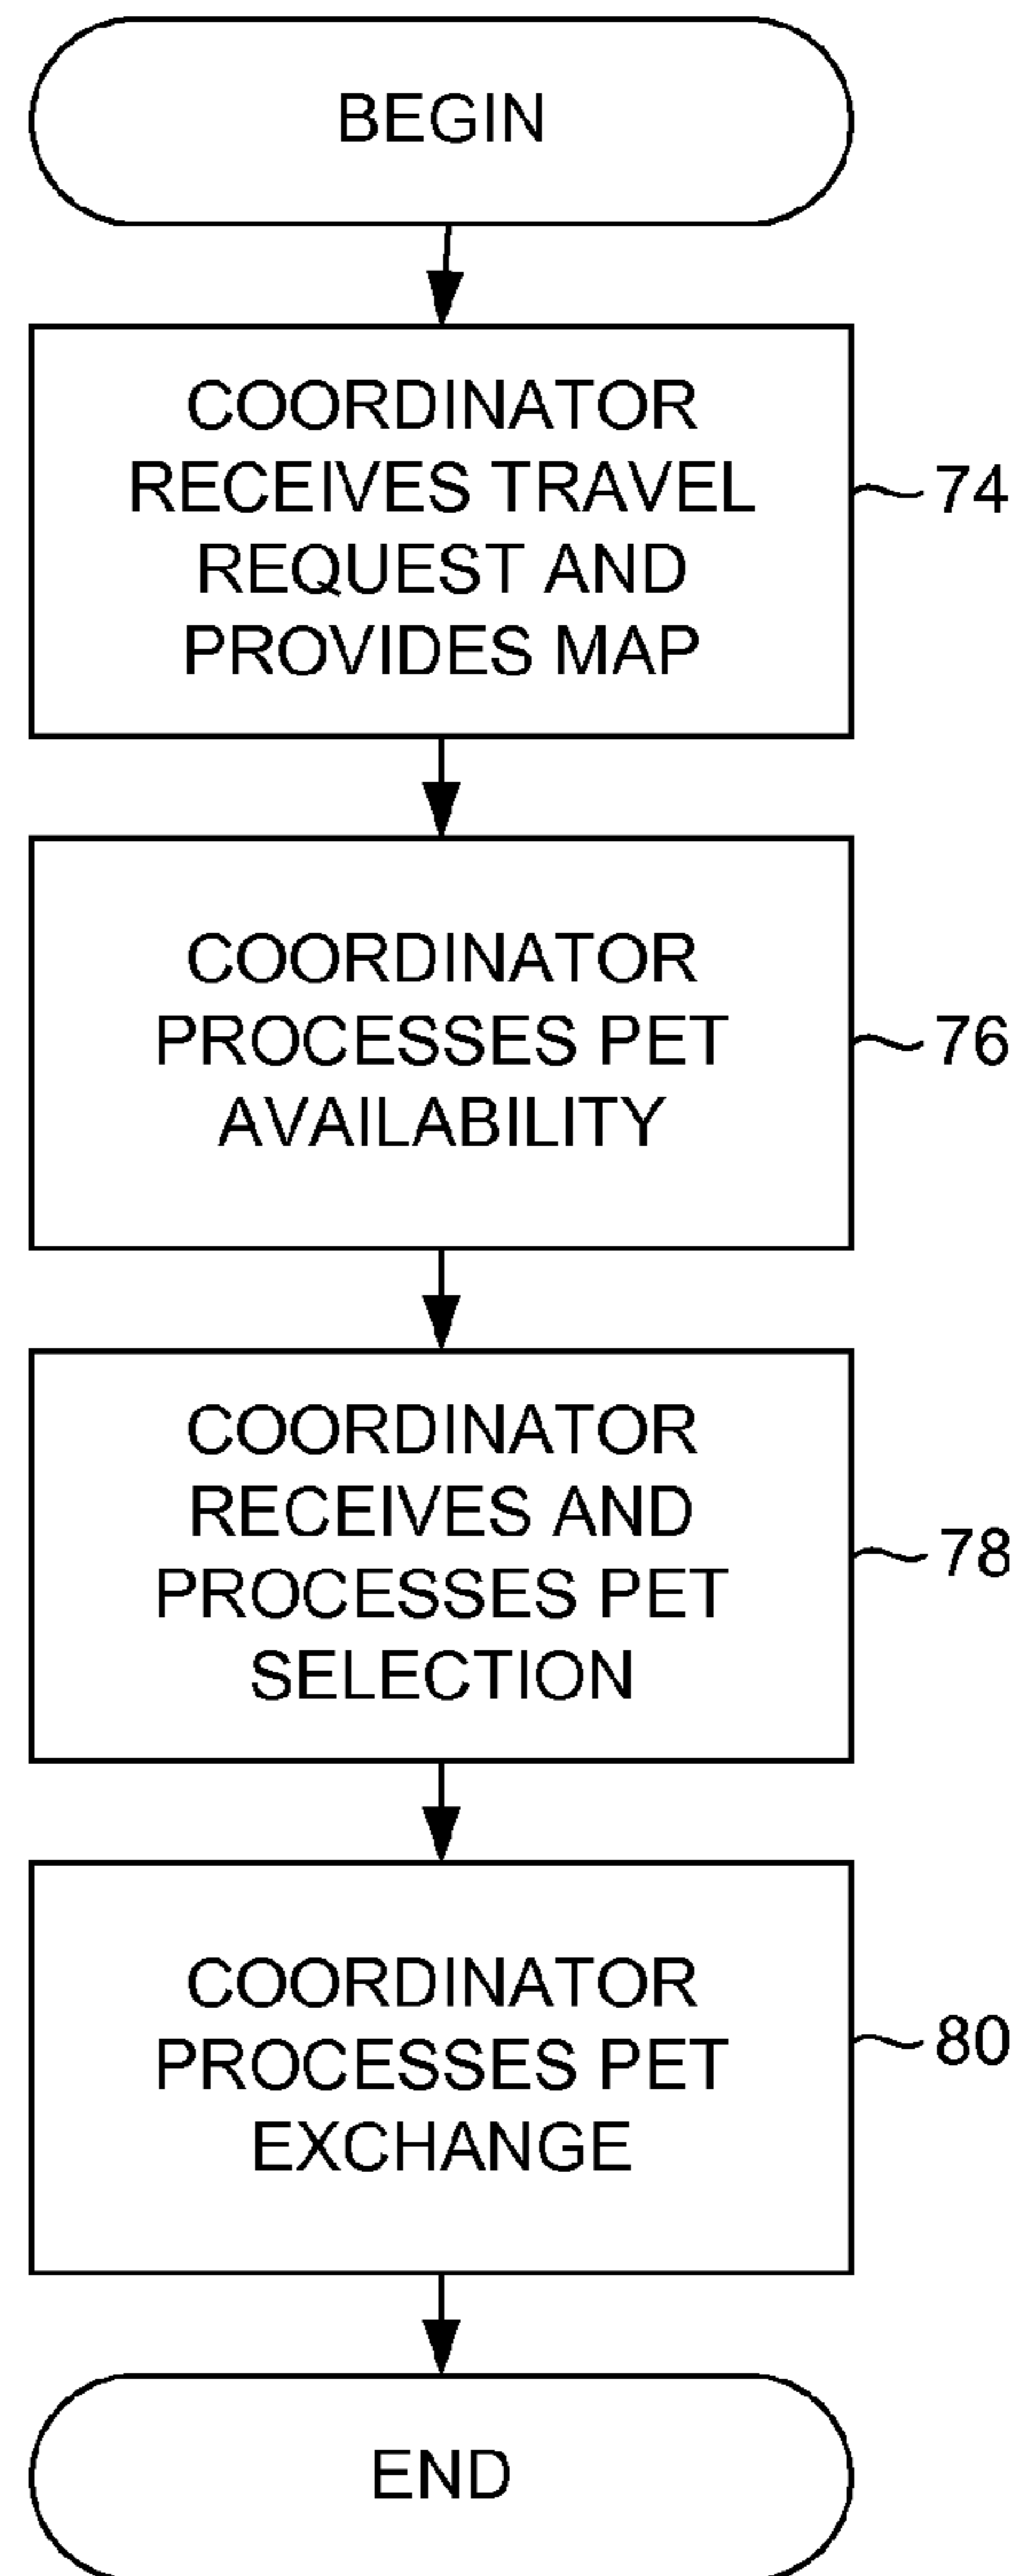 BEGIN
COORDINATOR
RECEIVES TRAVEL
REQUEST AND
PROVIDES MAP
74
COORDINATOR
PROCESSES PET
AVAILABILITY
76
COORDINATOR
RECEIVES AND
PROCESSES PET
SELECTION
78
COORDINATOR
PROCESSES PET
EXCHANGE
80
END